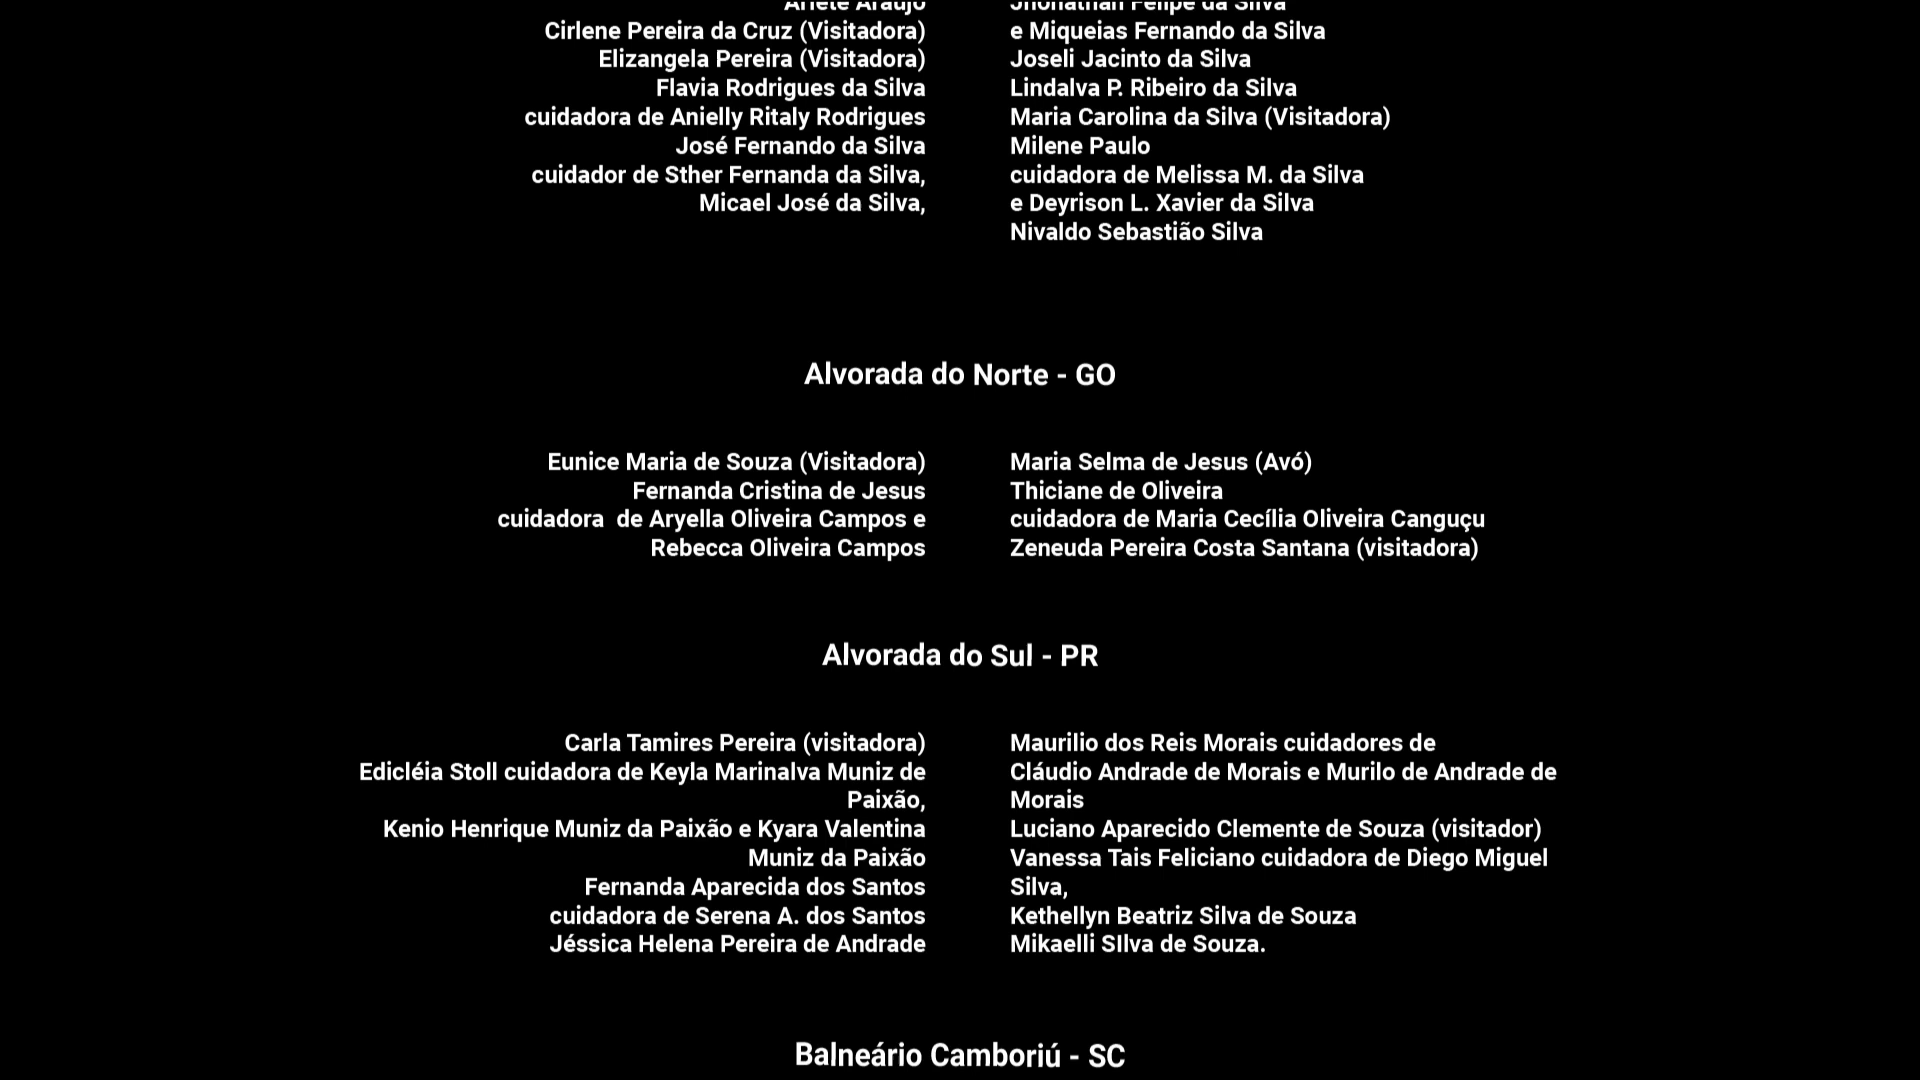 Arlete Araújo
Cirlene Pereira da Cruz (Visitadora)
Elizangela Pereira (Visitadora)
Flavia Rodrigues da Silva
cuidadora de Anielly Ritaly Rodrigues
José Fernando da Silva
cuidador de Sther Fernanda da Silva,
Micael José da Silva,
Jhonathan Felipe da Silva
e Miqueias Fernando da Silva
Joseli Jacinto da Silva
Lindalva P. Ribeiro da Silva
Maria Carolina da Silva (Visitadora)
Milene Paulo
cuidadora de Melissa M. da Silva
e Deyrison L. Xavier da Silva
Nivaldo Sebastião Silva
Alvorada do Norte - GO
Eunice Maria de Souza (Visitadora)
Fernanda Cristina de Jesus
cuidadora  de Aryella Oliveira Campos e
Rebecca Oliveira Campos
Maria Selma de Jesus (Avó)
Thiciane de Oliveira
cuidadora de Maria Cecília Oliveira Canguçu
Zeneuda Pereira Costa Santana (visitadora)
Alvorada do Sul - PR
Carla Tamires Pereira (visitadora)
Edicléia Stoll cuidadora de Keyla Marinalva Muniz de
Paixão,
Kenio Henrique Muniz da Paixão e Kyara Valentina
Muniz da Paixão
Fernanda Aparecida dos Santos
cuidadora de Serena A. dos Santos
Jéssica Helena Pereira de Andrade
Maurilio dos Reis Morais cuidadores de
Cláudio Andrade de Morais e Murilo de Andrade de
Morais
Luciano Aparecido Clemente de Souza (visitador)
Vanessa Tais Feliciano cuidadora de Diego Miguel
Silva,
Kethellyn Beatriz Silva de Souza
Mikaelli SIlva de Souza.
Balneário Camboriú - SC